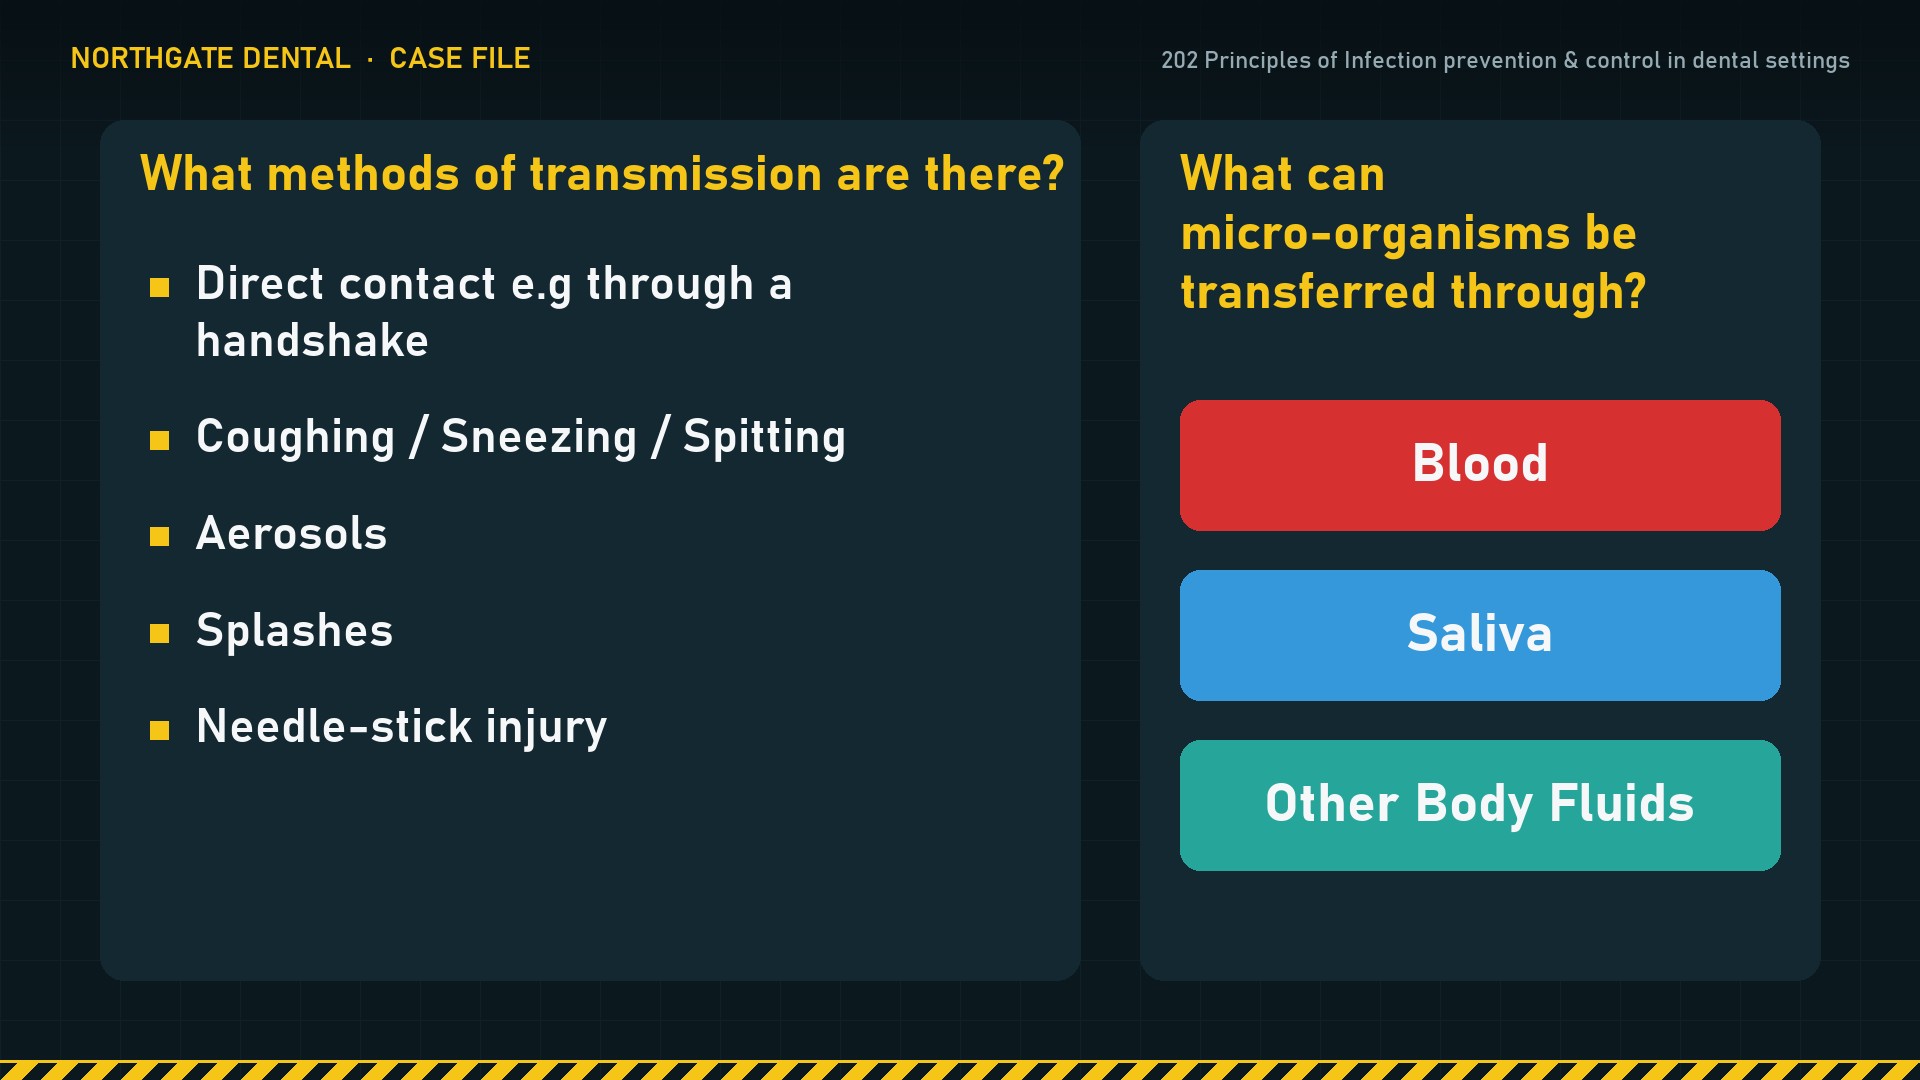 NORTHGATE DENTAL · CASE FILE
202 Principles of Infection prevention & control in dental settings
What methods of transmission are there?
Direct contact e.g through a
handshake
Coughing / Sneezing / Spitting
Aerosols
Splashes
Needle-stick injury
What can
micro-organisms be
transferred through?
Blood
Saliva
Other Body Fluids